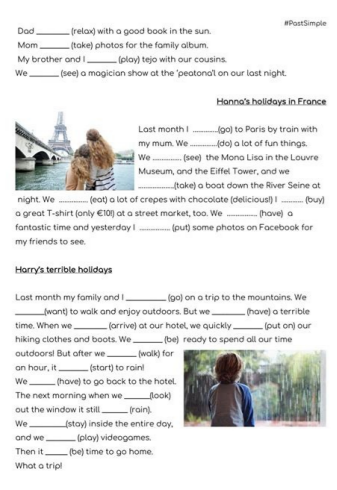 #PastSimple
Dad ________ (relax) with a good book in the sun.
Mom ________ (take) photos for the family album.
My brother and I _______ (play) tejo with our cousins.
We _______ (see) a magician show at the 'peatonal' on our last night.
Hanna's holidays in France
Last month I .............(go) to Paris by train with
my mum. We ............(do) a lot of fun things.
We ............... (see) the Mona Lisa in the Louvre
Museum, and the Eiffel Tower, and we
...................(take) a boat down the River Seine at
night. We ................ (eat) a lot of crepes with chocolate (delicious!) I ............ (buy)
a great T-shirt (only €10!) at a street market, too. We ................ (have) a
fantastic time and yesterday I ................ (put) some photos on Facebook for
my friends to see.
Harry's terrible holidays
Last month my family and I __________ (go) on a trip to the mountains. We
_______(want) to walk and enjoy outdoors. But we ________ (have) a terrible
time. When we ________ (arrive) at our hotel, we quickly _______ (put on) our
hiking clothes and boots. We _______ (be) ready to spend all our time
outdoors! But after we _______ (walk) for
an hour, it _______ (start) to rain!
We ______ (have) to go back to the hotel.
The next morning when we ______(look)
out the window it still ______ (rain).
We _________(stay) inside the entire day,
and we ______ (play) videogames.
Then it ______ (be) time to go home.
What a trip!